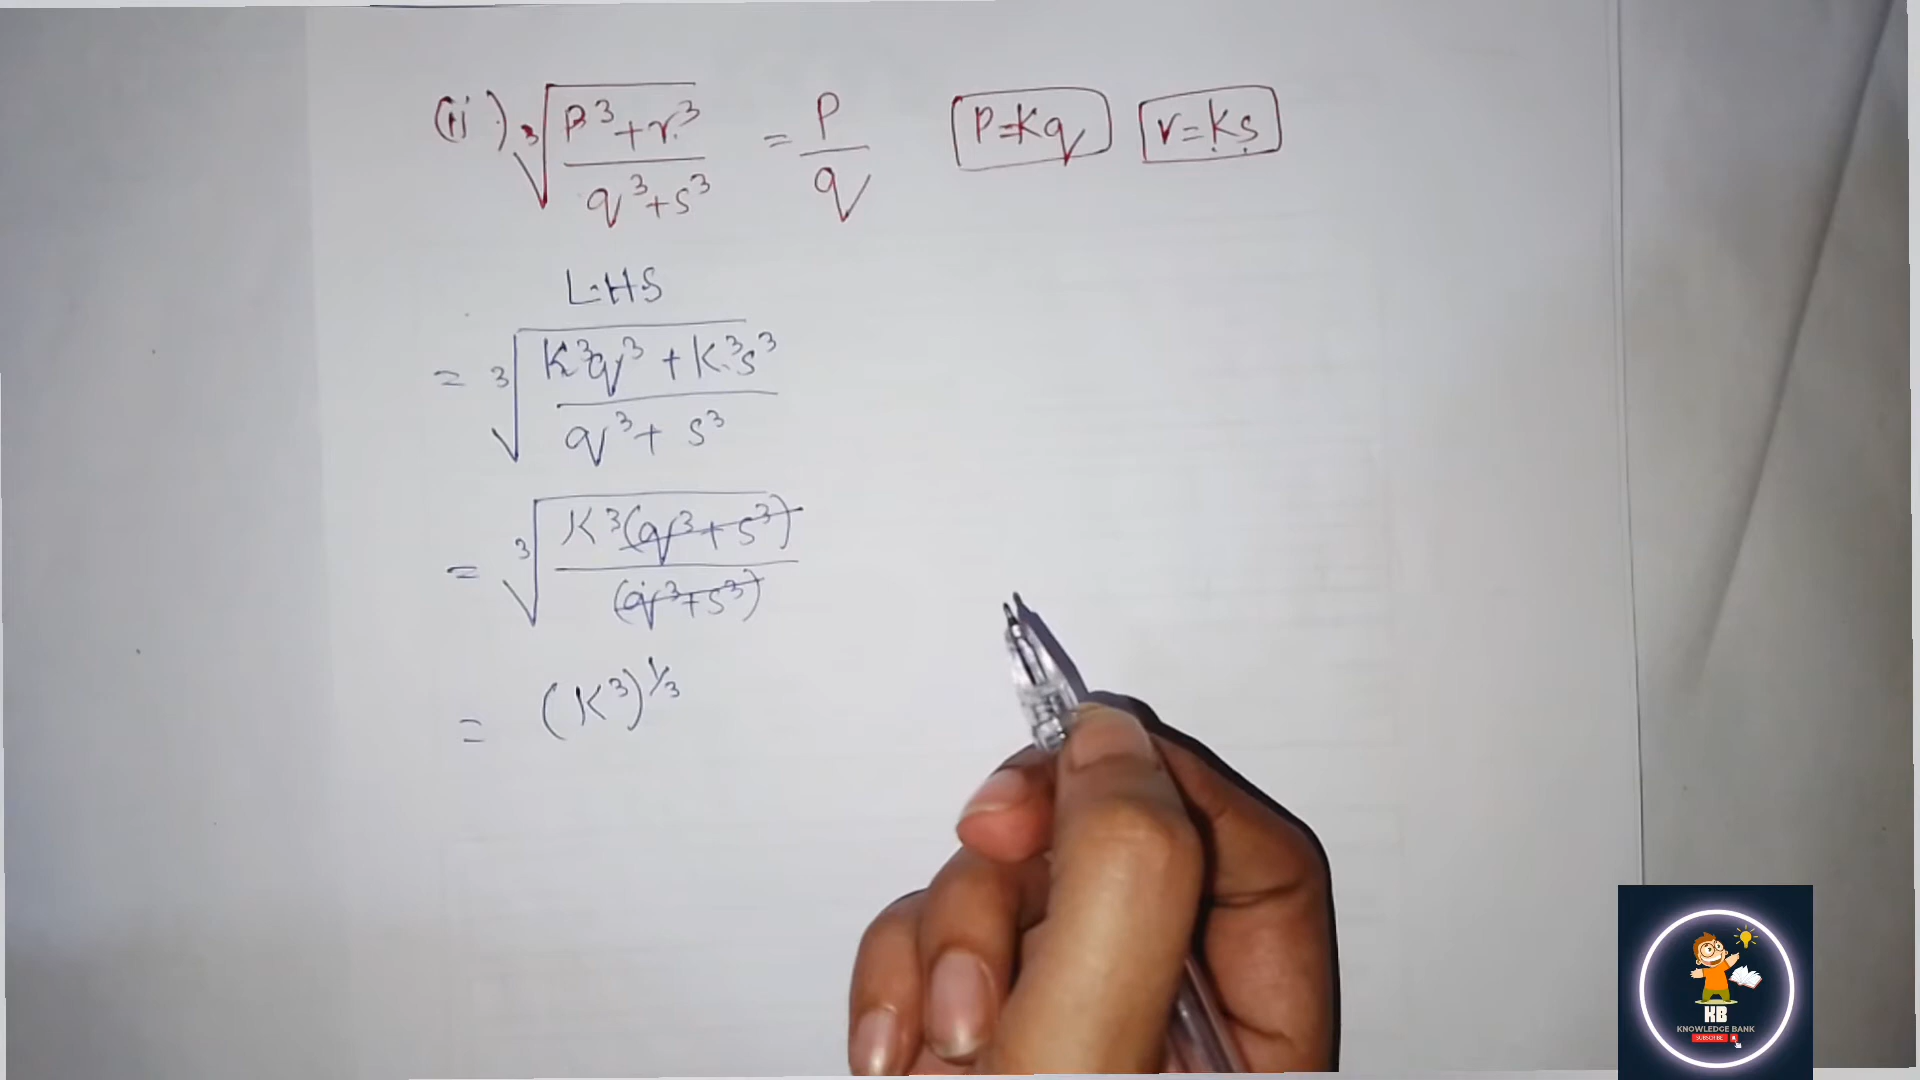 (ii) ∛((p³+r³)/(q³+s³)) = p/q P=Kq r=ks
L.H.S
= ∛((K³q³+K³s³)/(q³+s³))
= ∛(K³(q³+s³)/(q³+s³))
= (K³)^1/3
KB
KNOWLEDGE BANK
SUBSCRIBE